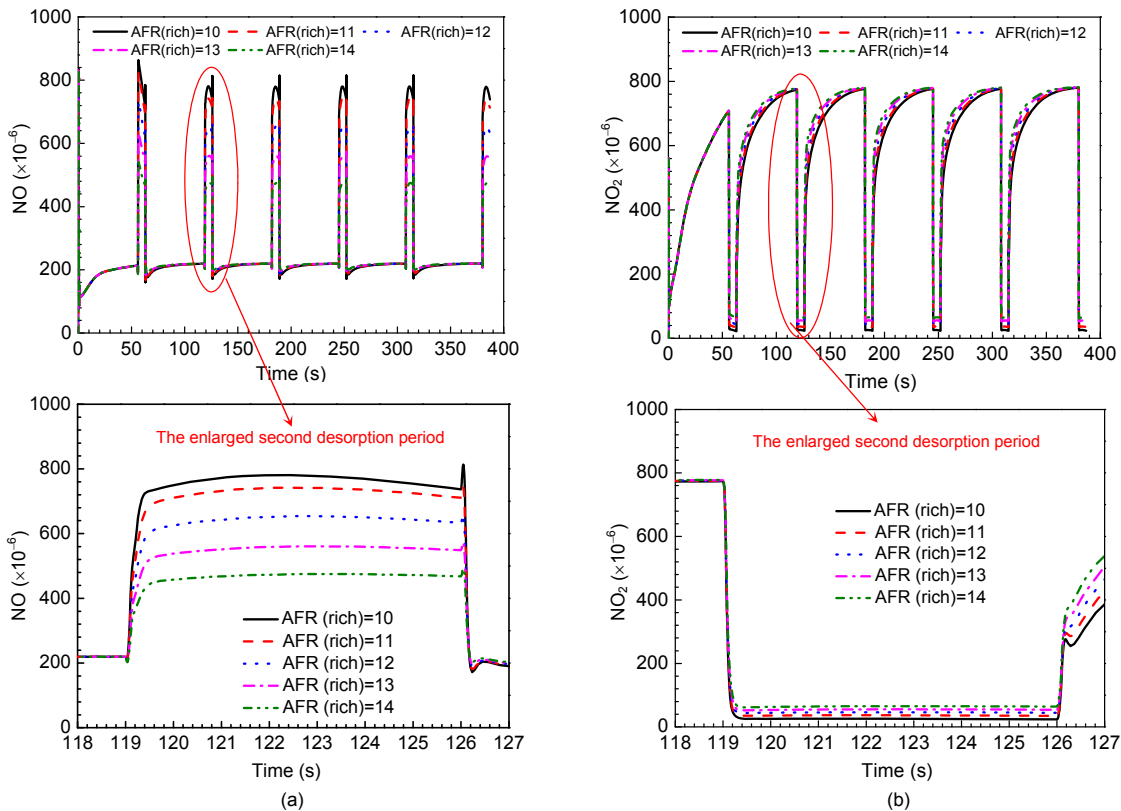 AFR(rich)=10 AFR(rich)=11 AFR(rich)=12
AFR(rich)=13 AFR(rich)=14
1000
800
600
400
200
0
NO (×10⁻⁶)
0 50 100 150 200 250 300 350 400
Time (s)
AFR(rich)=10 AFR(rich)=11 AFR(rich)=12
AFR(rich)=13 AFR(rich)=14
1000
800
600
400
200
0
NO₂ (×10⁻⁶)
0 50 100 150 200 250 300 350 400
Time (s)
The enlarged second desorption period
1000
800
600
400
200
0
NO (×10⁻⁶)
AFR (rich)=10
AFR (rich)=11
AFR (rich)=12
AFR (rich)=13
AFR (rich)=14
118 119 120 121 122 123 124 125 126 127
Time (s)
(a)
The enlarged second desorption period
1000
800
600
400
200
0
NO₂ (×10⁻⁶)
AFR (rich)=10
AFR (rich)=11
AFR (rich)=12
AFR (rich)=13
AFR (rich)=14
118 119 120 121 122 123 124 125 126 127
Time (s)
(b)